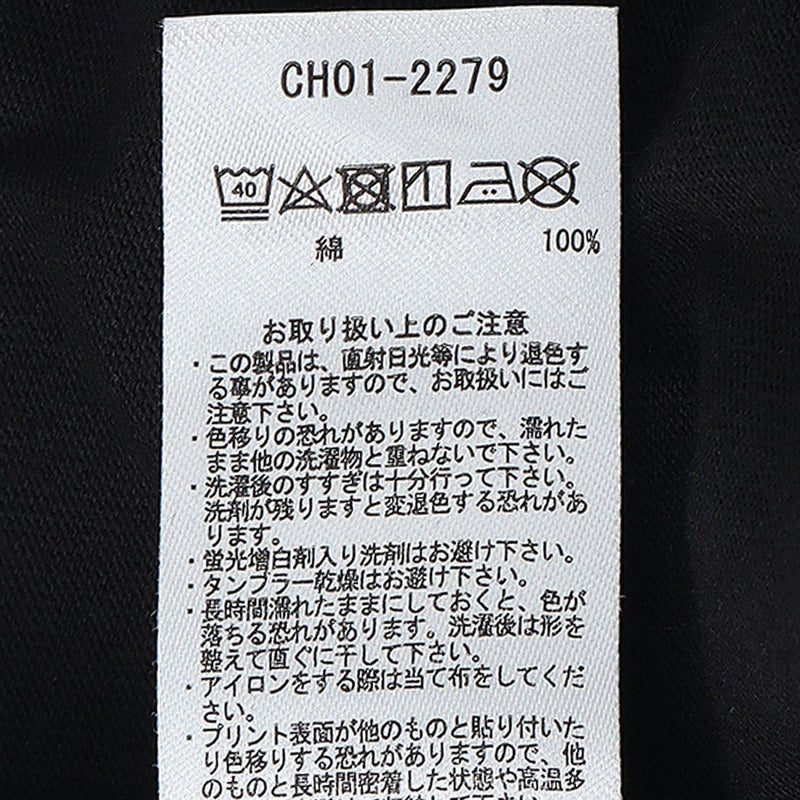 CH01-2279
40
綿 100%
お取り扱い上のご注意
・この製品は、直射日光等により退色す
る事がありますので、お取扱いにはご
注意下さい。
・色移りの恐れがありますので、濡れた
まま他の洗濯物と重ねないで下さい。
・洗濯後のすすぎは十分行って下さい。
洗剤が残りますと変退色する恐れがあ
ります。
・蛍光増白剤入り洗剤はお避け下さい。
・タンブラー乾燥はお避け下さい。
・長時間濡れたままにしておくと、色が
落ちる恐れがあります。洗濯後は形を
整えて直ぐに干して下さい。
・アイロンをする際は当て布をしてくだ
さい。
・プリント表面が他のものと貼り付いた
り色移りする恐れがありますので、他
のものと長時間密着した状態や高温多